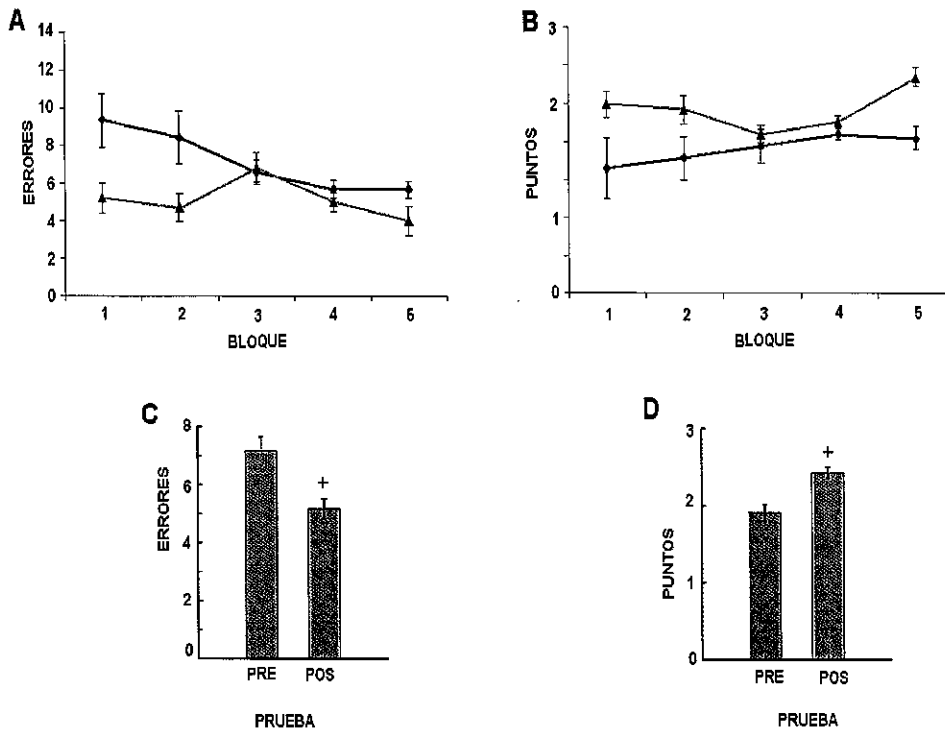 A
14
12
10
8
6
4
2
0
ERRORES
1 2 3 4 5
BLOQUE
B
3
2
1
0
PUNTOS
1 2 3 4 5
BLOQUE
C
8
6
4
2
0
ERRORES
+
PRE POS
PRUEBA
D
3
2
1
0
PUNTOS
+
PRE POS
PRUEBA